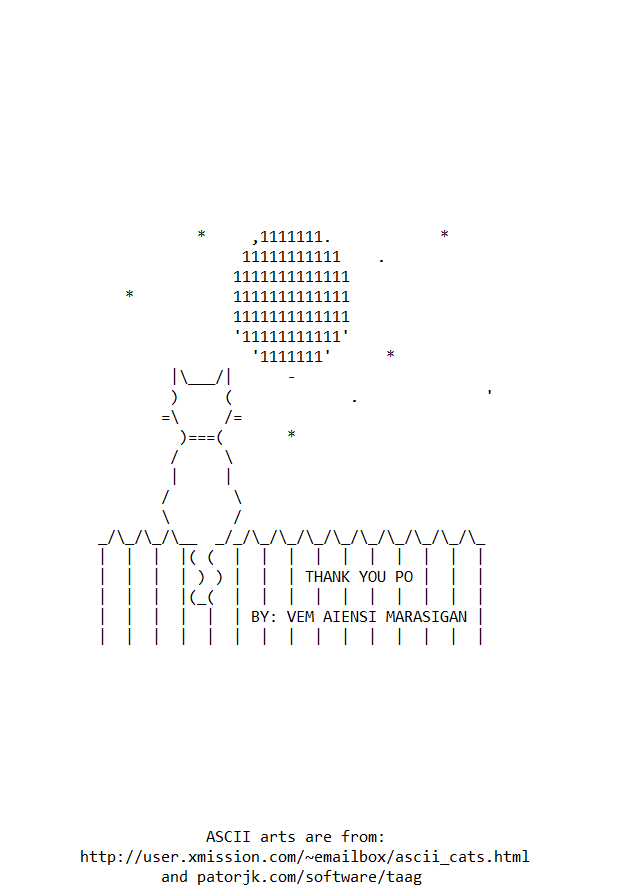 THANK YOU PO
BY: VEM AIENSI MARASIGAN
ASCII arts are from:
http://user.xmission.com/~emailbox/ascii_cats.html
and patorjk.com/software/taag